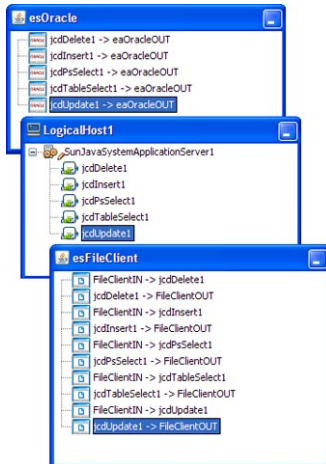 esOracle
jcdDelete1 -> eaOracleOUT
jcdInsert1 -> eaOracleOUT
jcdPsSelect1 -> eaOracleOUT
jcdTableSelect1 -> eaOracleOUT
jcdUpdate1 -> eaOracleOUT
LogicalHost1
SunJavaSystemApplicationServer1
jcdDelete1
jcdInsert1
jcdPsSelect1
jcdTableSelect1
jcdUpdate1
esFileClient
FileClientIN -> jcdDelete1
jcdDelete1 -> FileClientOUT
FileClientIN -> jcdInsert1
jcdInsert1 -> FileClientOUT
FileClientIN -> jcdPsSelect1
jcdPsSelect1 -> FileClientOUT
FileClientIN -> jcdTableSelect1
jcdTableSelect1 -> FileClientOUT
FileClientIN -> jcdUpdate1
jcdUpdate1 -> FileClientOUT